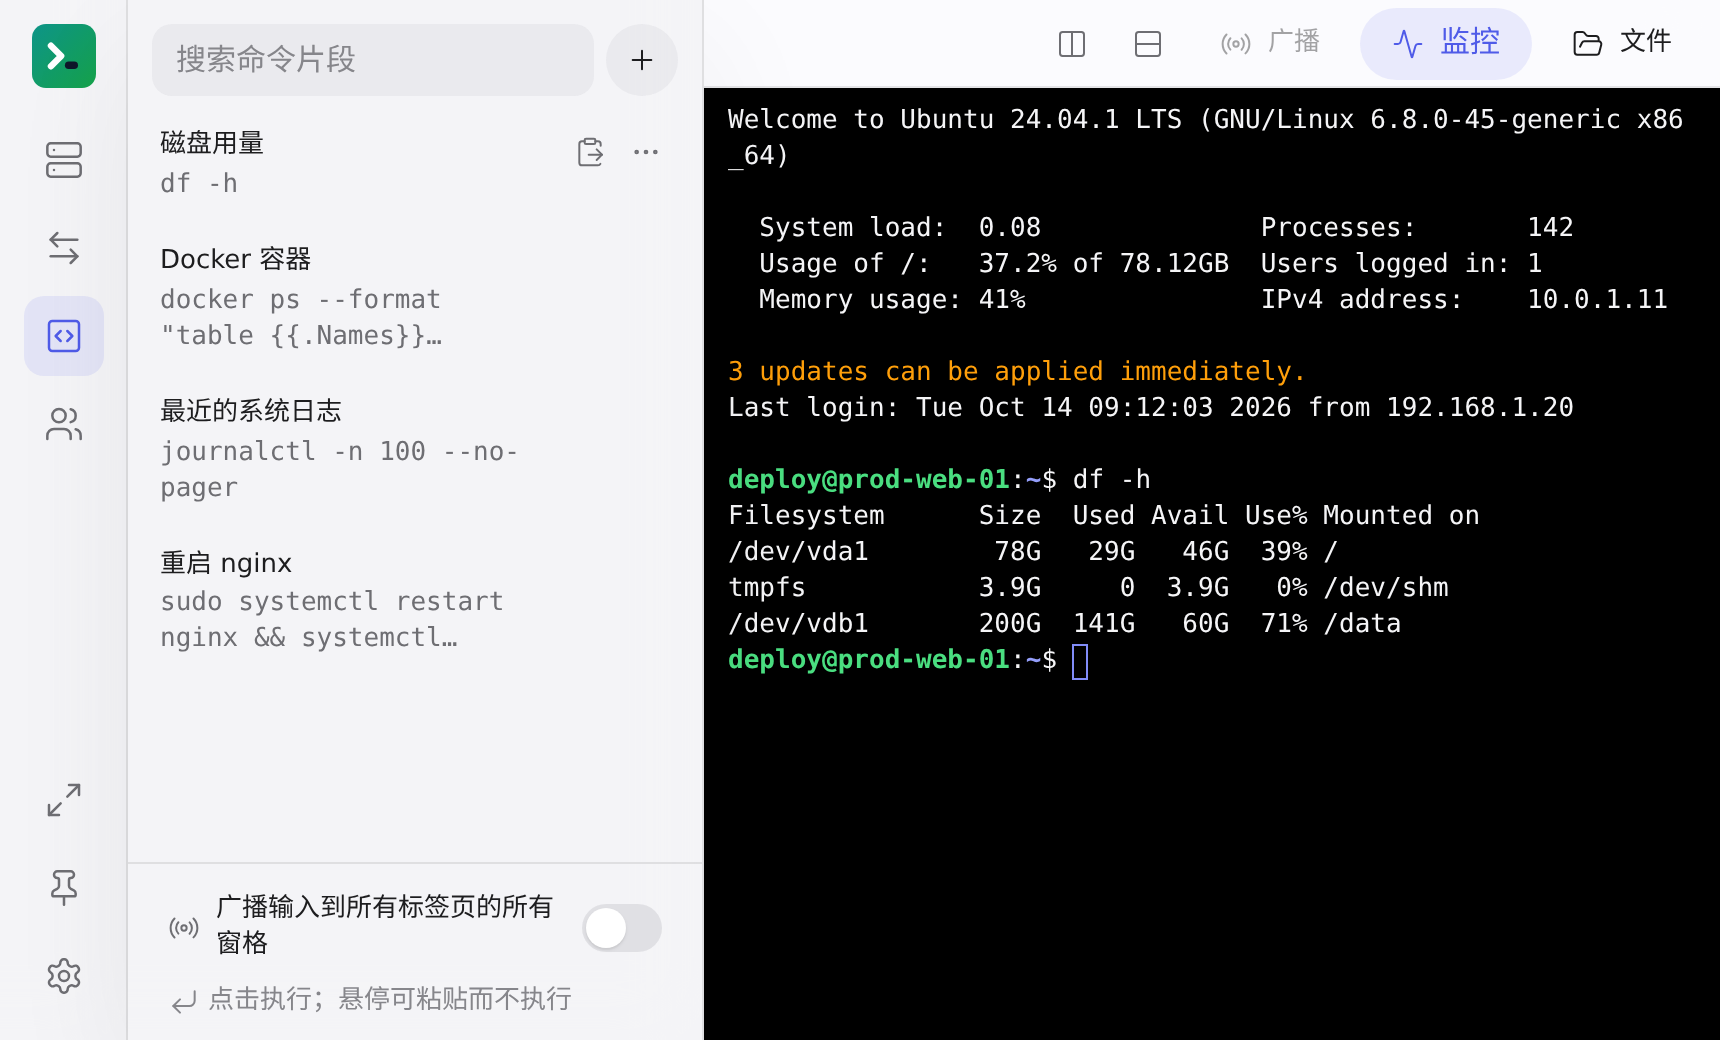 搜索命令片段
磁盘用量
df -h
Docker 容器
docker ps --format
"table {{.Names}}…
最近的系统日志
journalctl -n 100 --no-
pager
重启 nginx
sudo systemctl restart
nginx && systemctl…
广播输入到所有标签页的所有
窗格
点击执行；悬停可粘贴而不执行
广播 监控 文件
Welcome to Ubuntu 24.04.1 LTS (GNU/Linux 6.8.0-45-generic x86
_64)
System load:  0.08              Processes:       142
Usage of /:   37.2% of 78.12GB  Users logged in: 1
Memory usage: 41%               IPv4 address:    10.0.1.11
3 updates can be applied immediately.
Last login: Tue Oct 14 09:12:03 2026 from 192.168.1.20
deploy@prod-web-01:~$ df -h
Filesystem      Size  Used Avail Use% Mounted on
/dev/vda1        78G   29G   46G  39% /
tmpfs           3.9G     0  3.9G   0% /dev/shm
/dev/vdb1       200G  141G   60G  71% /data
deploy@prod-web-01:~$